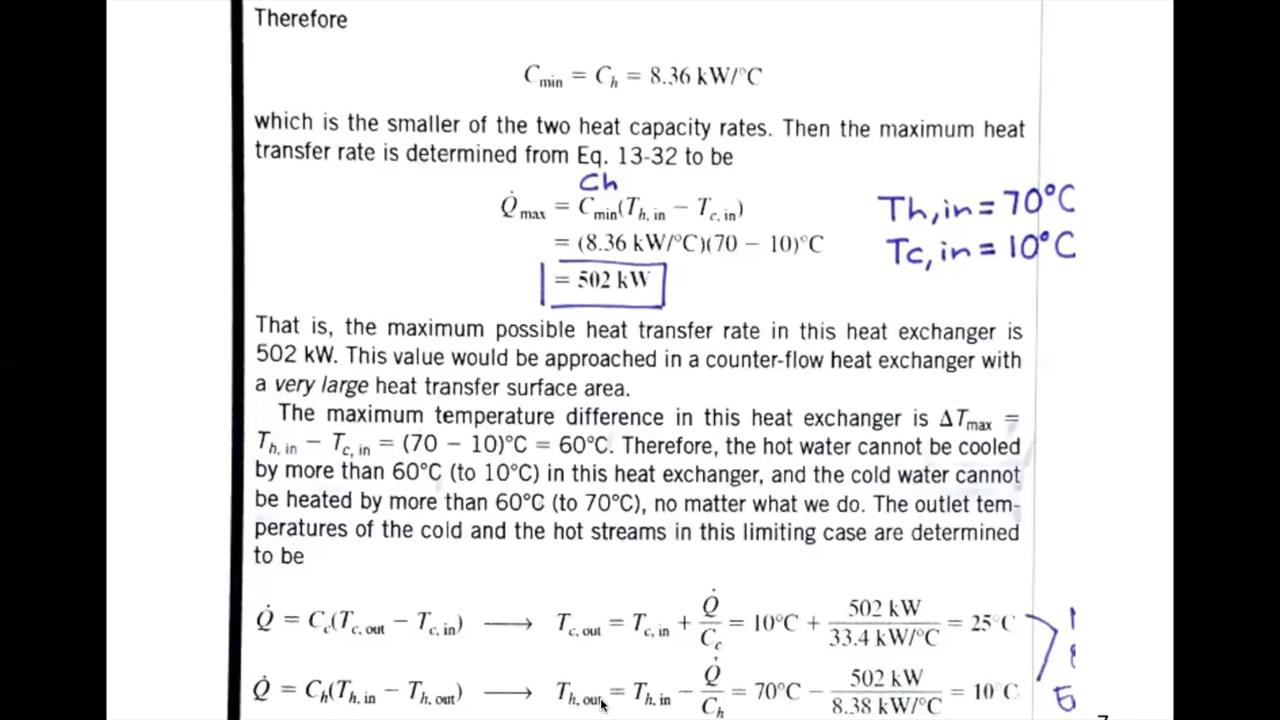 Therefore
C_min = C_h = 8.36 kW/°C
which is the smaller of the two heat capacity rates. Then the maximum heat
transfer rate is determined from Eq. 13-32 to be
Ch
Q̇_max = C_min(T_h, in − T_c, in)
= (8.36 kW/°C)(70 − 10)°C
= 502 kW
Th,in = 70°C
Tc,in = 10°C
That is, the maximum possible heat transfer rate in this heat exchanger is
502 kW. This value would be approached in a counter-flow heat exchanger with
a very large heat transfer surface area.
The maximum temperature difference in this heat exchanger is ΔT_max =
T_h, in − T_c, in = (70 − 10)°C = 60°C. Therefore, the hot water cannot be cooled
by more than 60°C (to 10°C) in this heat exchanger, and the cold water cannot
be heated by more than 60°C (to 70°C), no matter what we do. The outlet tem-
peratures of the cold and the hot streams in this limiting case are determined
to be
Q̇ = C_c(T_c, out − T_c, in) ⟶ T_c, out = T_c, in + Q̇/C_c = 10°C + 502 kW/33.4 kW/°C = 25°C
Q̇ = C_h(T_h, in − T_h, out) ⟶ T_h, out = T_h, in − Q̇/C_h = 70°C − 502 kW/8.38 kW/°C = 10°C